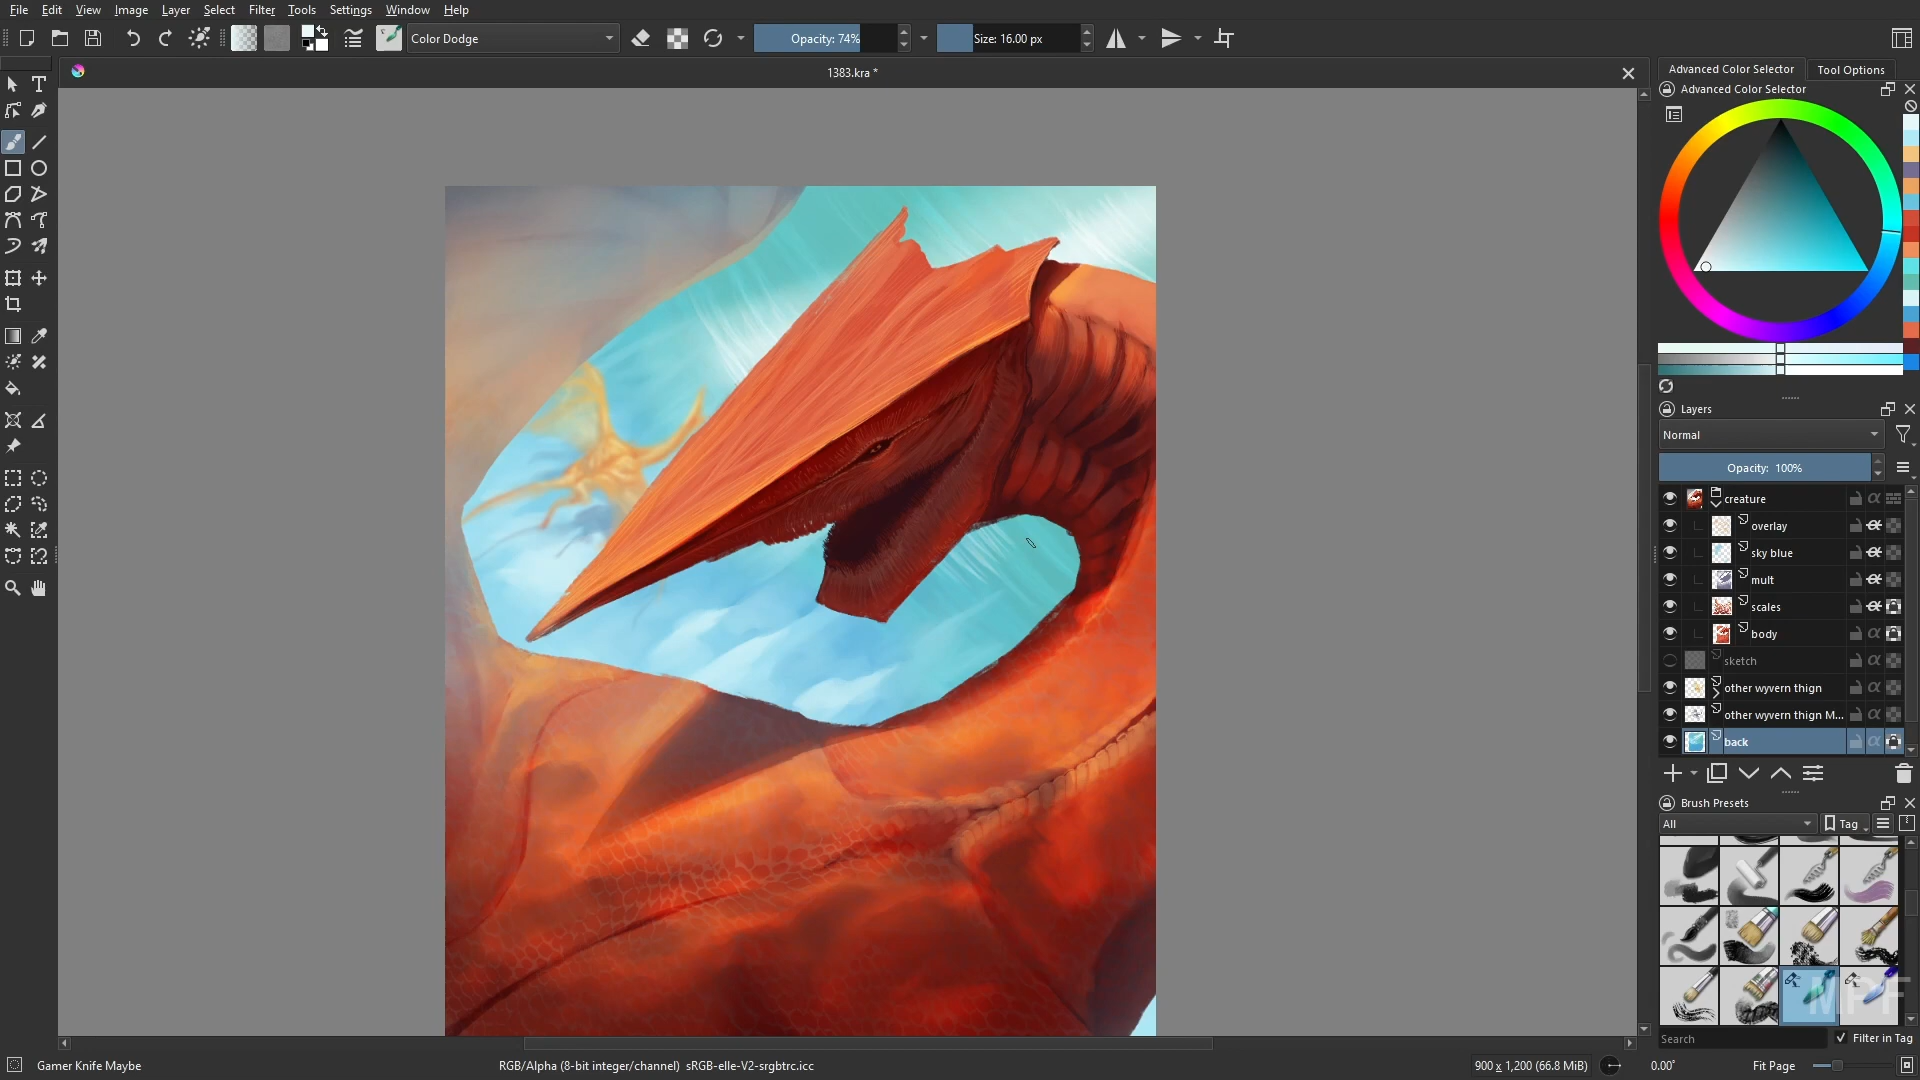 File Edit View Image Layer Select Filter Tools Settings Window Help
Color Dodge
Opacity: 74%
Size: 16.00 px
1383.kra *
Advanced Color Selector
Tool Options
Advanced Color Selector
Layers
Normal
Opacity: 100%
creature
overlay
sky blue
mult
scales
body
sketch
other wyvern thign
other wyvern thign M...
back
Brush Presets
All
Tag
MPF
Search
Filter in Tag
Gamer Knife Maybe
RGB/Alpha (8-bit integer/channel) sRGB-elle-V2-srgbtrc.icc
900 x 1,200 (66.8 MiB)
0.00°
Fit Page